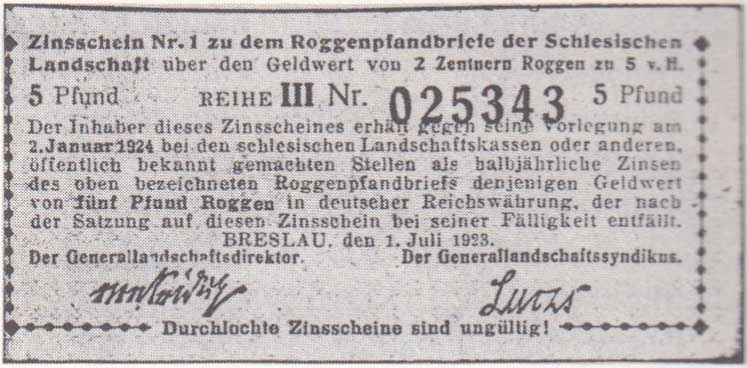 Zinsschein Nr. 1 zu dem Roggenpfandbriefe der Schlesischen
Landschaft über den Geldwert von 2 Zentnern Roggen zu 5 v. H.
5 Pfund REIHE III Nr. 025343 5 Pfund
Der Inhaber dieses Zinsscheines erhält gegen seine Vorlegung am
2. Januar 1924 bei den schlesischen Landschaftskassen oder anderen,
öffentlich bekannt gemachten Stellen als halbjährliche Zinsen
des oben bezeichneten Roggenpfandbriefs denjenigen Geldwert
von fünf Pfund Roggen in deutscher Reichswährung, der nach
der Satzung auf diesen Zinsschein bei seiner Fälligkeit entfällt.
BRESLAU, den 1. Juli 1923.
Der Generallandschaftsdirektor. Der Generallandschaftssyndikus.
Durchlochte Zinsscheine sind ungültig!